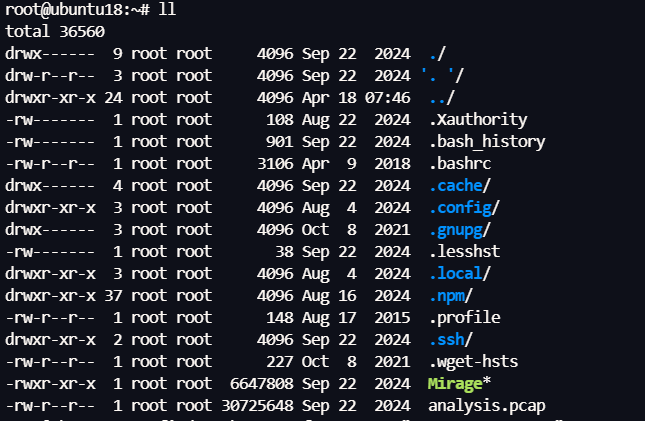 root@ubuntu18:~# ll
total 36560
drwx------  9 root root     4096 Sep 22  2024  ./
drw-r--r--  3 root root     4096 Sep 22  2024 '. '/
drwxr-xr-x 24 root root     4096 Apr 18 07:46  ../
-rw-------  1 root root      108 Aug 22  2024  .Xauthority
-rw-------  1 root root      901 Sep 22  2024  .bash_history
-rw-r--r--  1 root root     3106 Apr  9  2018  .bashrc
drwx------  4 root root     4096 Sep 22  2024  .cache/
drwxr-xr-x  3 root root     4096 Aug  4  2024  .config/
drwx------  3 root root     4096 Oct  8  2021  .gnupg/
-rw-------  1 root root       38 Sep 22  2024  .lesshst
drwxr-xr-x  3 root root     4096 Aug  4  2024  .local/
drwxr-xr-x 37 root root     4096 Aug 16  2024  .npm/
-rw-r--r--  1 root root      148 Aug 17  2015  .profile
drwxr-xr-x  2 root root     4096 Sep 22  2024  .ssh/
-rw-r--r--  1 root root      227 Oct  8  2021  .wget-hsts
-rwxr-xr-x  1 root root  6647808 Sep 22  2024  Mirage*
-rw-r--r--  1 root root 30725648 Sep 22  2024  analysis.pcap